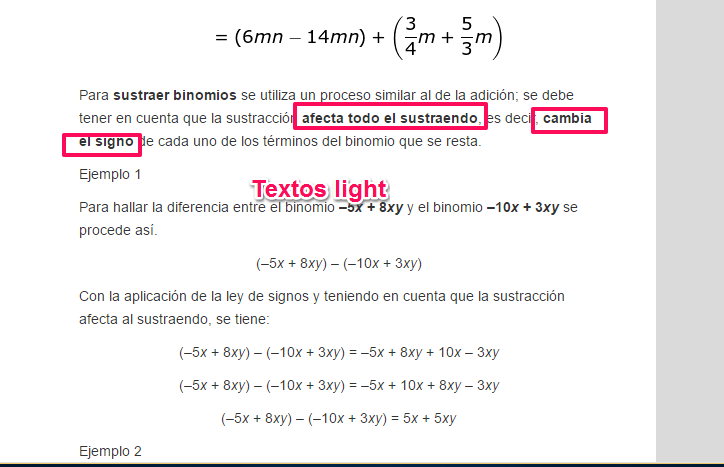 = (6mn – 14mn) + (3/4 m + 5/3 m)
Para sustraer binomios se utiliza un proceso similar al de la adición; se debe
tener en cuenta que la sustracción afecta todo el sustraendo, es decir, cambia
el signo de cada uno de los términos del binomio que se resta.
Ejemplo 1
Textos light
Para hallar la diferencia entre el binomio –5x + 8xy y el binomio –10x + 3xy se
procede así.
(–5x + 8xy) – (–10x + 3xy)
Con la aplicación de la ley de signos y teniendo en cuenta que la sustracción
afecta al sustraendo, se tiene:
(–5x + 8xy) – (–10x + 3xy) = –5x + 8xy + 10x – 3xy
(–5x + 8xy) – (–10x + 3xy) = –5x + 10x + 8xy – 3xy
(–5x + 8xy) – (–10x + 3xy) = 5x + 5xy
Ejemplo 2